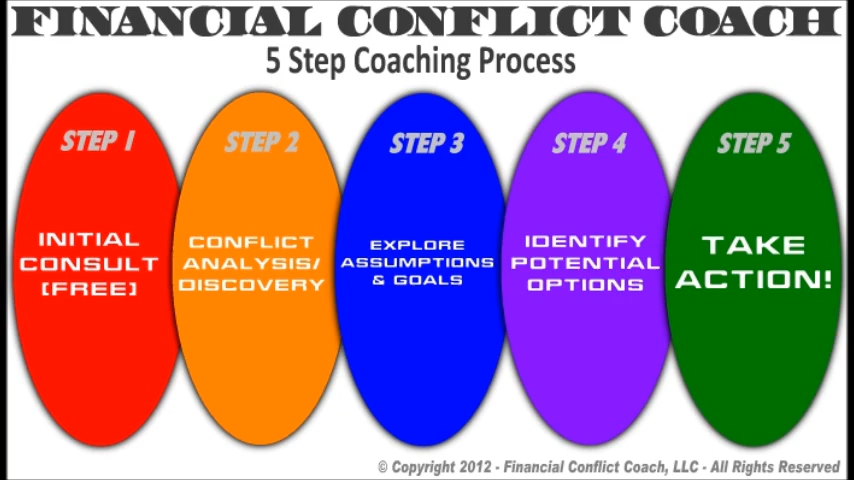 FINANCIAL CONFLICT COACH
5 Step Coaching Process
STEP 1
INITIAL
CONSULT
[FREE]
STEP 2
CONFLICT
ANALYSIS/
DISCOVERY
STEP 3
EXPLORE
ASSUMPTIONS
& GOALS
STEP 4
IDENTIFY
POTENTIAL
OPTIONS
STEP 5
TAKE
ACTION!
© Copyright 2012 - Financial Conflict Coach, LLC - All Rights Reserved